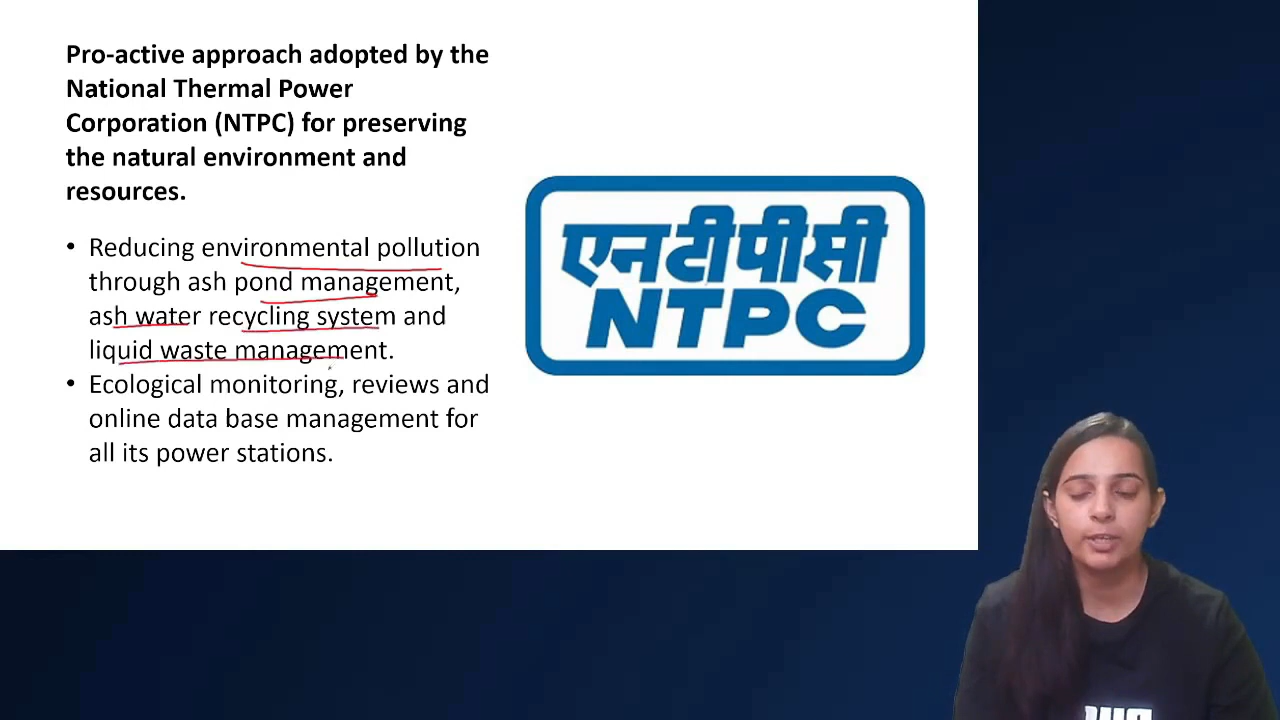 Pro-active approach adopted by the
National Thermal Power
Corporation (NTPC) for preserving
the natural environment and
resources.
• Reducing environmental pollution
through ash pond management,
ash water recycling system and
liquid waste management.
• Ecological monitoring, reviews and
online data base management for
all its power stations.
एनटीपीसी
NTPC